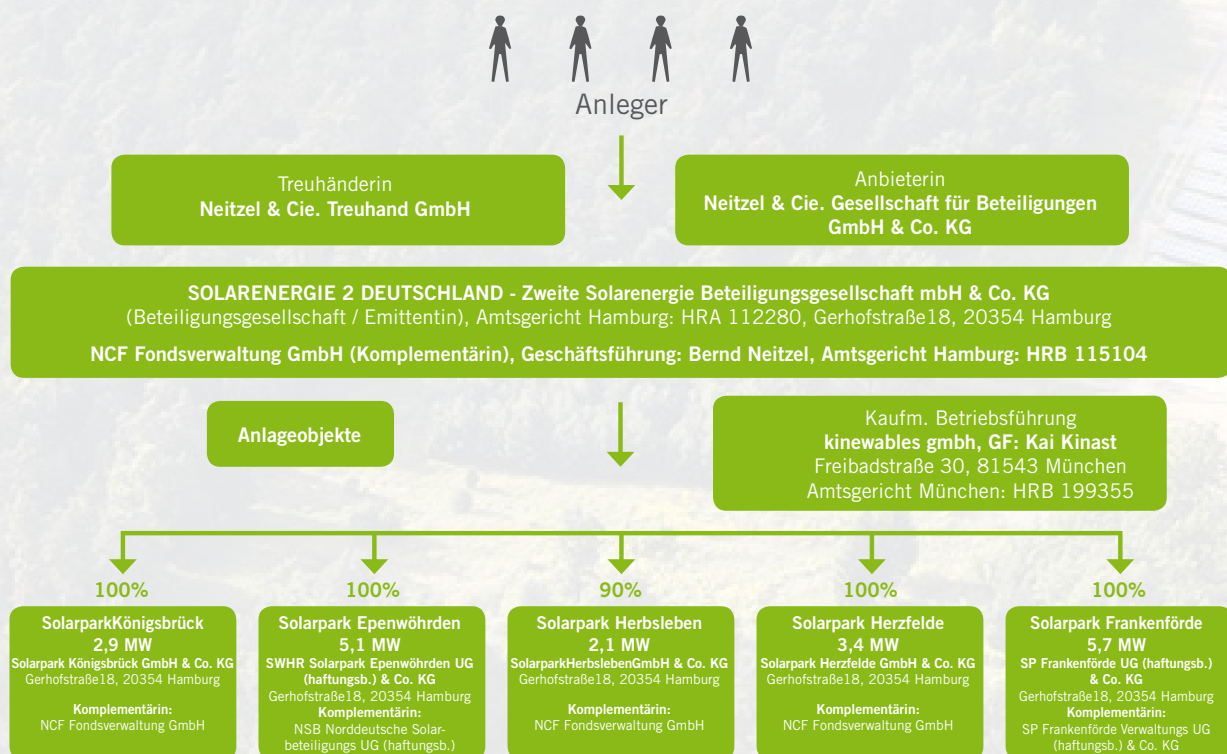 Anleger
Treuhänderin
Neitzel & Cie. Treuhand GmbH
Anbieterin
Neitzel & Cie. Gesellschaft für Beteiligungen
GmbH & Co. KG
SOLARENERGIE 2 DEUTSCHLAND - Zweite Solarenergie Beteiligungsgesellschaft mbH & Co. KG
(Beteiligungsgesellschaft / Emittentin), Amtsgericht Hamburg: HRA 112280, Gerhofstraße18, 20354 Hamburg
NCF Fondsverwaltung GmbH (Komplementärin), Geschäftsführung: Bernd Neitzel, Amtsgericht Hamburg: HRB 115104
Anlageobjekte
Kaufm. Betriebsführung
kinewables gmbh, GF: Kai Kinast
Freibadstraße 30, 81543 München
Amtsgericht München: HRB 199355
100%
SolarparkKönigsbrück
2,9 MW
Solarpark Königsbrück GmbH & Co. KG
Gerhofstraße18, 20354 Hamburg
Komplementärin:
NCF Fondsverwaltung GmbH
100%
Solarpark Epenwöhrden
5,1 MW
SWHR Solarpark Epenwöhrden UG
(haftungsb.) & Co. KG
Gerhofstraße18, 20354 Hamburg
Komplementärin:
NSB Norddeutsche Solar-
beteiligungs UG (haftungsb.)
90%
Solarpark Herbsleben
2,1 MW
SolarparkHerbslebenGmbH & Co. KG
Gerhofstraße18, 20354 Hamburg
Komplementärin:
NCF Fondsverwaltung GmbH
100%
Solarpark Herzfelde
3,4 MW
Solarpark Herzfelde GmbH & Co. KG
Gerhofstraße18, 20354 Hamburg
Komplementärin:
NCF Fondsverwaltung GmbH
100%
Solarpark Frankenförde
5,7 MW
SP Frankenförde UG (haftungsb.)
& Co. KG
Gerhofstraße18, 20354 Hamburg
Komplementärin:
SP Frankenförde Verwaltungs UG
(haftungsb.) & Co. KG